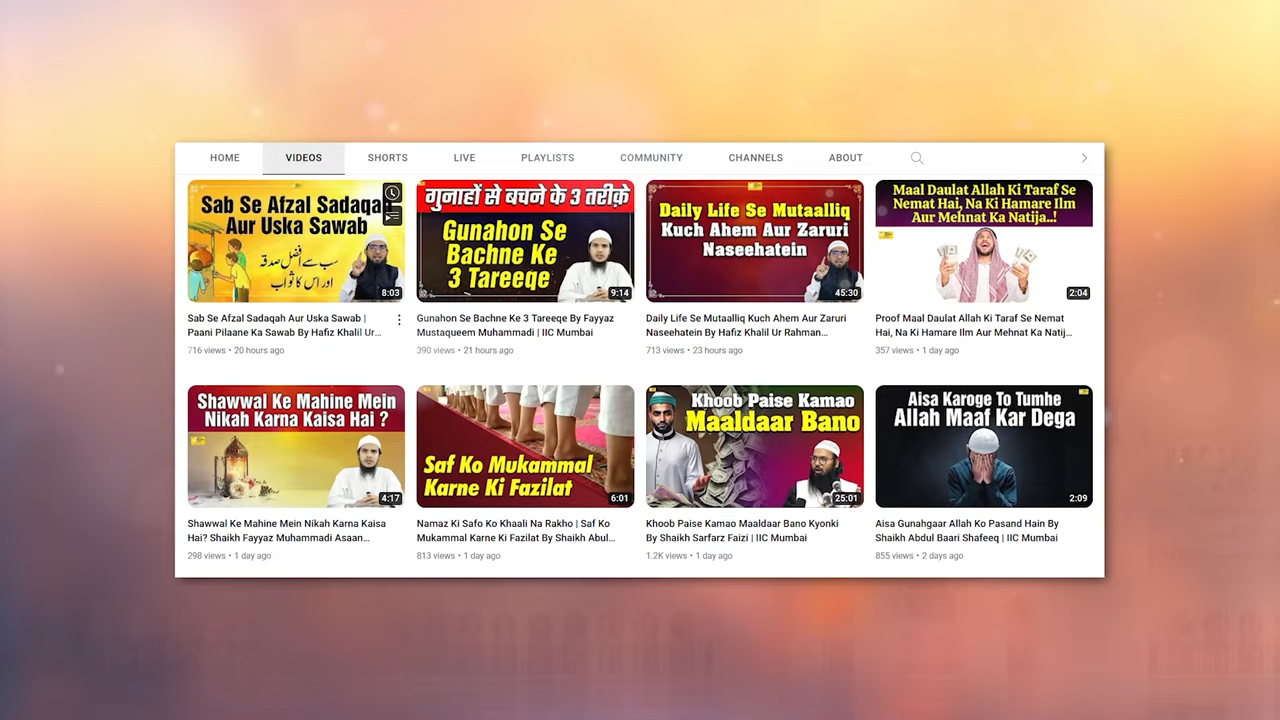 HOME VIDEOS SHORTS LIVE PLAYLISTS COMMUNITY CHANNELS ABOUT
Sab Se Afzal Sadaqah
Aur Uska Sawab
سب سے افضل صدقہ
اور اس کا ثواب
8:03
गुनाहों से बचने के 3 तरीक़े
Gunahon Se
Bachne Ke
3 Tareeqe
9:14
Daily Life Se Mutaalliq
Kuch Ahem Aur Zaruri
Naseehatein
45:30
Maal Daulat Allah Ki Taraf Se
Nemat Hai, Na Ki Hamare Ilm
Aur Mehnat Ka Natija..!
2:04
Sab Se Afzal Sadaqah Aur Uska Sawab |
Paani Pilaane Ka Sawab By Hafiz Khalil Ur...
716 views • 20 hours ago
Gunahon Se Bachne Ke 3 Tareeqe By Fayyaz
Mustaqueem Muhammadi | IIC Mumbai
390 views • 21 hours ago
Daily Life Se Mutaalliq Kuch Ahem Aur Zaruri
Naseehatein By Hafiz Khalil Ur Rahman...
713 views • 23 hours ago
Proof Maal Daulat Allah Ki Taraf Se Nemat
Hai, Na Ki Hamare Ilm Aur Mehnat Ka Natij...
357 views • 1 day ago
Shawwal Ke Mahine Mein
Nikah Karna Kaisa Hai ?
4:17
Saf Ko Mukammal
Karne Ki Fazilat
6:01
Khoob Paise Kamao
Maaldaar Bano
25:01
Aisa Karoge To Tumhe
Allah Maaf Kar Dega
2:09
Shawwal Ke Mahine Mein Nikah Karna Kaisa
Hai? Shaikh Fayyaz Muhammadi Asaan...
298 views • 1 day ago
Namaz Ki Safo Ko Khaali Na Rakho | Saf Ko
Mukammal Karne Ki Fazilat By Shaikh Abul...
813 views • 1 day ago
Khoob Paise Kamao Maaldaar Bano Kyonki
By Shaikh Sarfarz Faizi | IIC Mumbai
1.2K views • 1 day ago
Aisa Gunahgaar Allah Ko Pasand Hain By
Shaikh Abdul Baari Shafeeq | IIC Mumbai
855 views • 2 days ago